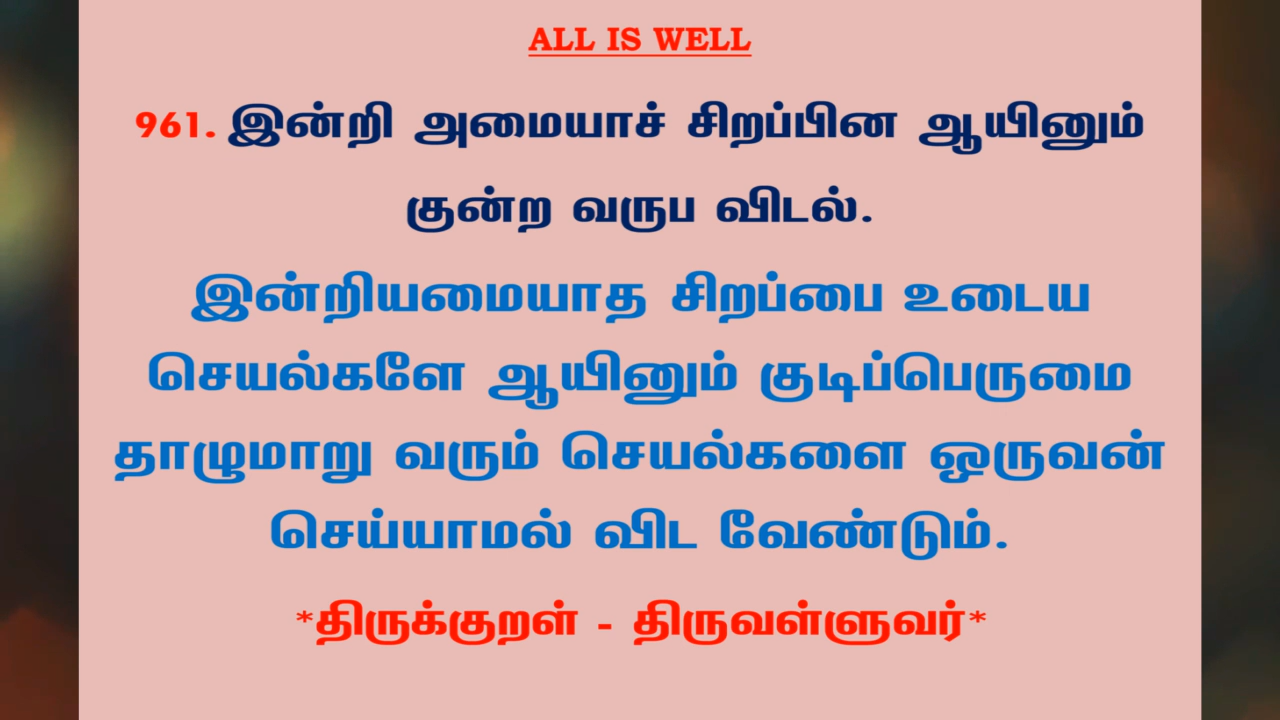 ALL IS WELL
961. இன்றி அமையாச் சிறப்பின ஆயினும்
குன்ற வருப விடல்.
இன்றியமையாத சிறப்பை உடைய
செயல்களே ஆயினும் குடிப்பெருமை
தாழுமாறு வரும் செயல்களை ஒருவன்
செய்யாமல் விட வேண்டும்.
*திருக்குறள் - திருவள்ளுவர்*